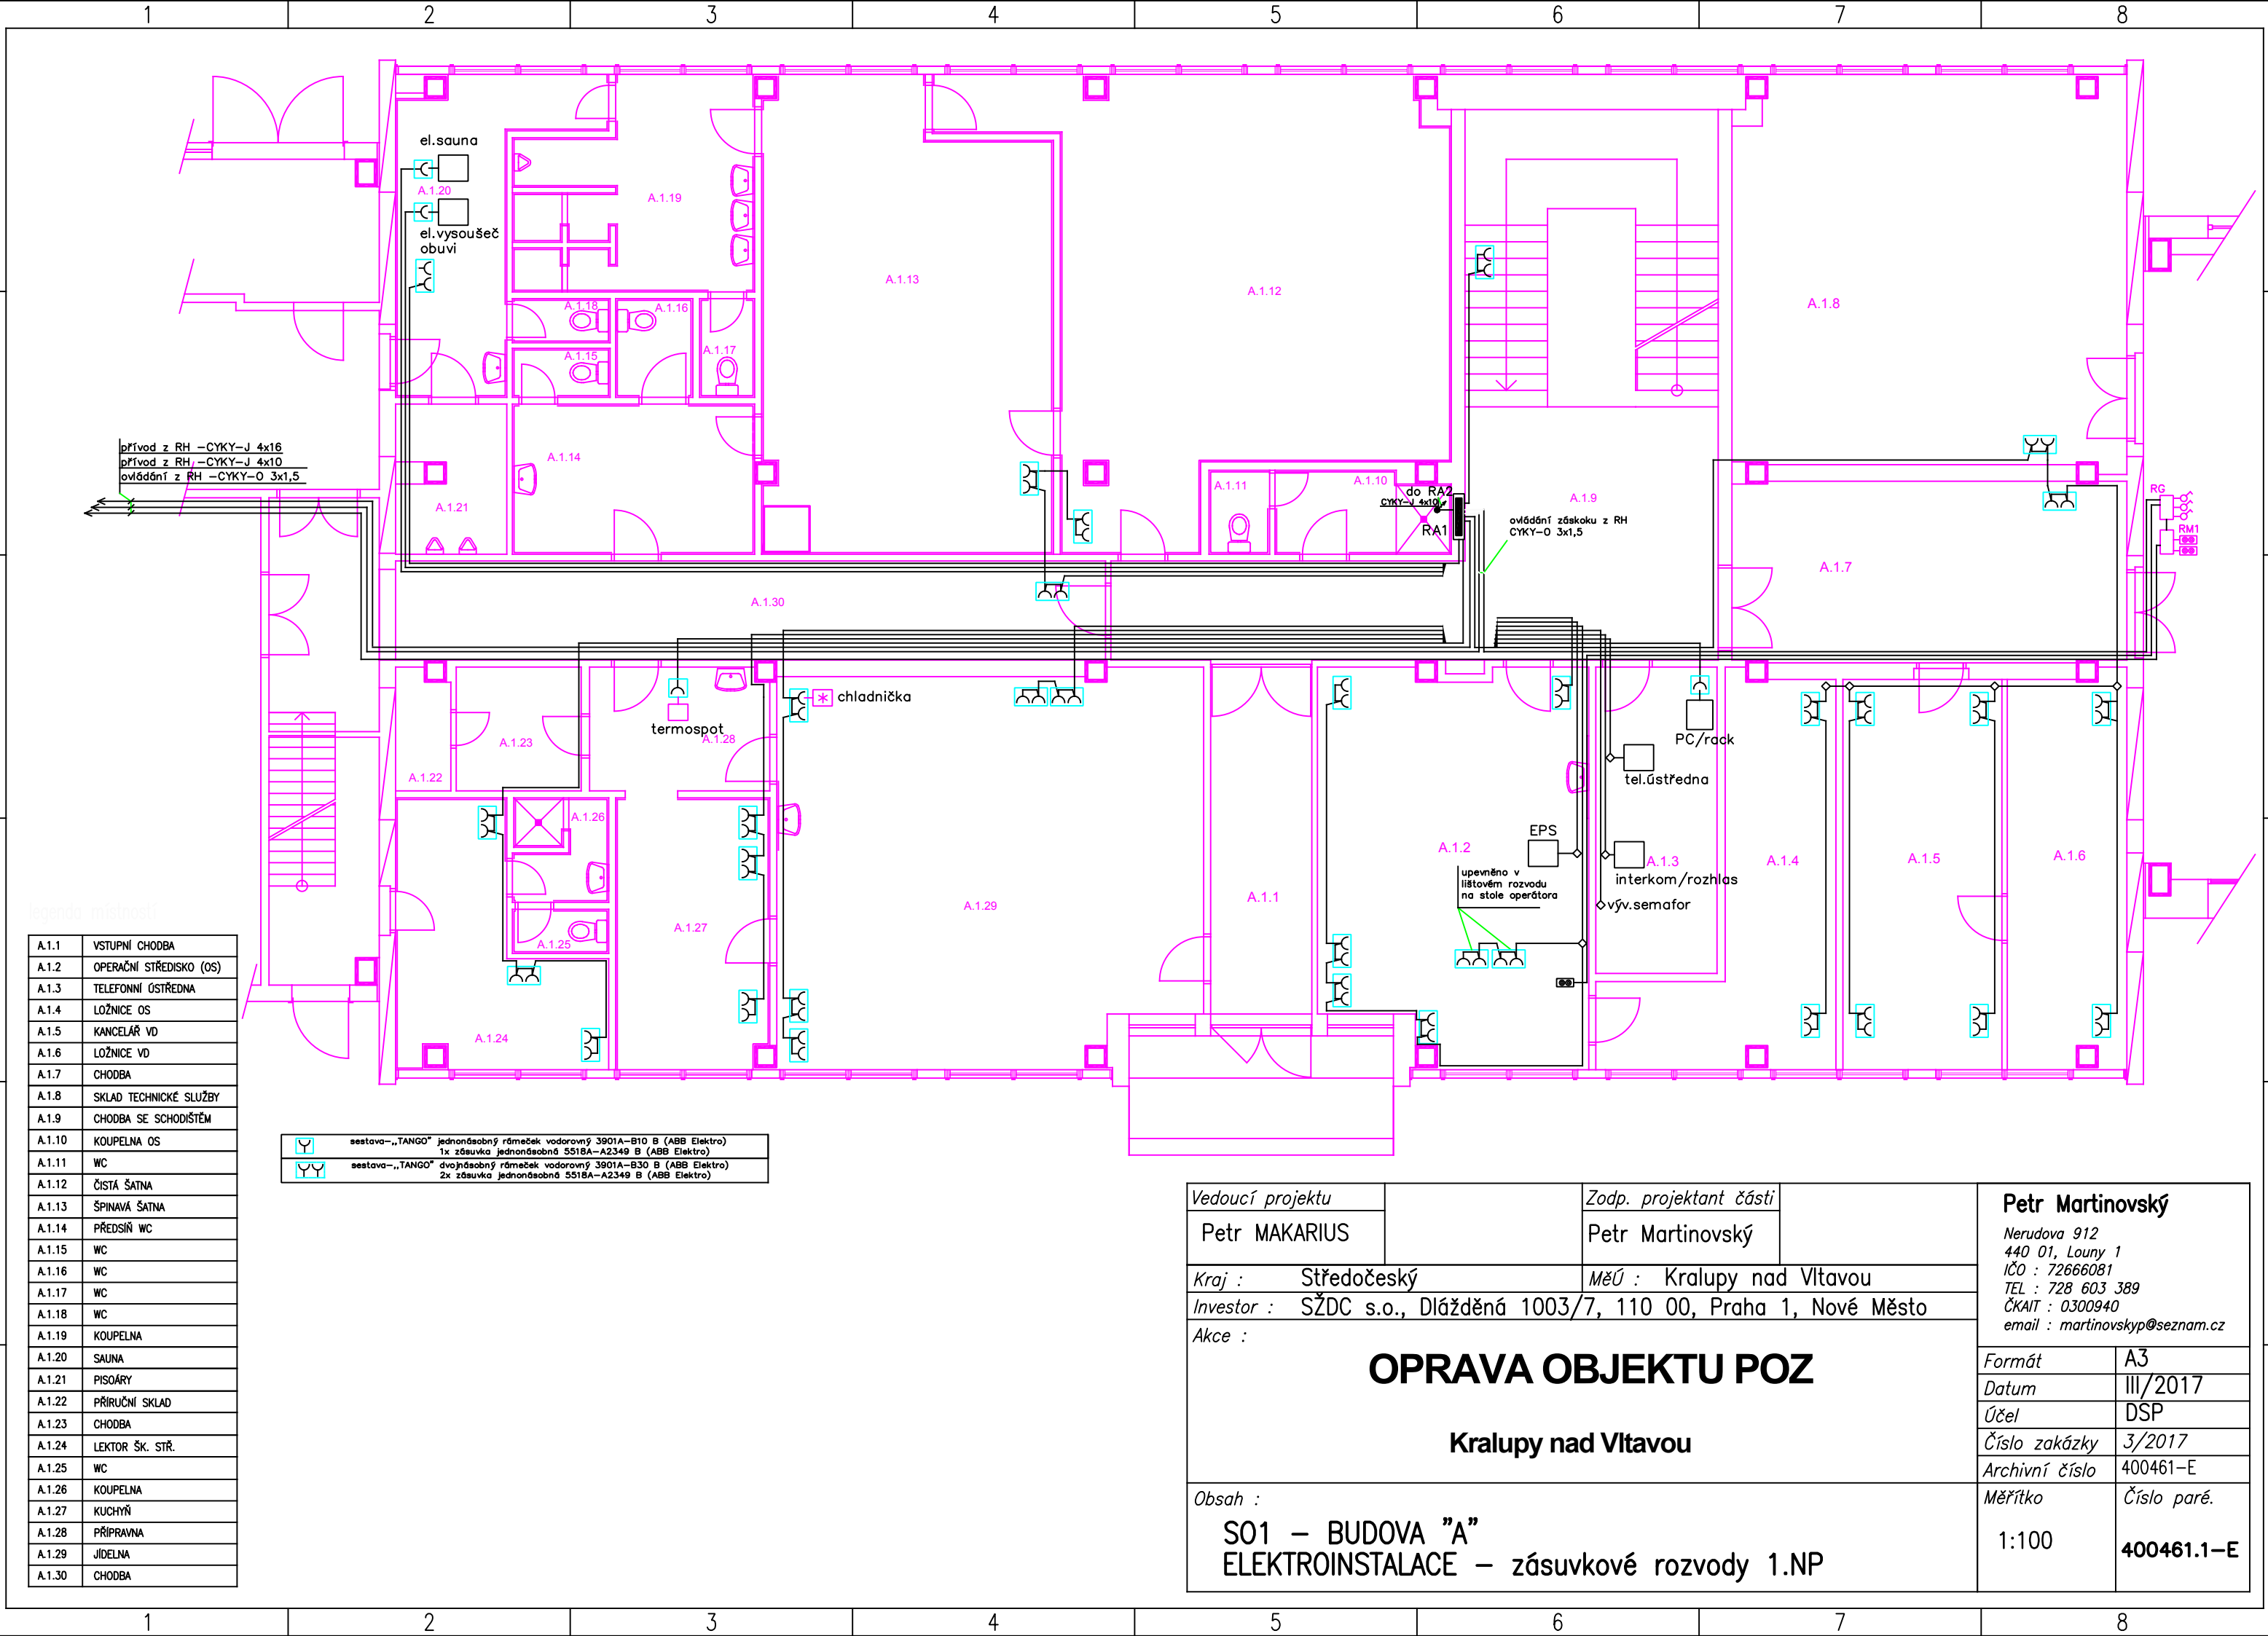 1 2 3 4 5 6 7 8
el.sauna
A.1.20
el.vysoušeč
obuvi
A.1.19
A.1.13
A.1.12
A.1.8
A.1.18
A.1.16
A.1.15
A.1.17
přívod z RH –CYKY–J 4x16
přívod z RH –CYKY–J 4x10
ovládání z RH –CYKY–O 3x1,5
A.1.14
A.1.21
A.1.11
A.1.10
do RA2
CYKY–J 4x10
RA1
A.1.9
ovládání záskoku z RH
CYKY–O 3x1,5
RG
RM1
A.1.7
A.1.30
chladnička
termospot
A.1.28
A.1.23
A.1.22
PC/rack
tel.ústředna
A.1.26
EPS
A.1.2
A.1.3
interkom/rozhlas
A.1.4
A.1.5
A.1.6
upevněno v
lištovém rozvodu
na stole operátora
výv.semafor
A.1.29
A.1.1
A.1.27
A.1.25
A.1.24
legenda místností
A.1.1 VSTUPNÍ CHODBA
A.1.2 OPERAČNÍ STŘEDISKO (OS)
A.1.3 TELEFONNÍ ÚSTŘEDNA
A.1.4 LOŽNICE OS
A.1.5 KANCELÁŘ VD
A.1.6 LOŽNICE VD
A.1.7 CHODBA
A.1.8 SKLAD TECHNICKÉ SLUŽBY
A.1.9 CHODBA SE SCHODIŠTĚM
A.1.10 KOUPELNA OS
A.1.11 WC
A.1.12 ČISTÁ ŠATNA
A.1.13 ŠPINAVÁ ŠATNA
A.1.14 PŘEDSÍŇ WC
A.1.15 WC
A.1.16 WC
A.1.17 WC
A.1.18 WC
A.1.19 KOUPELNA
A.1.20 SAUNA
A.1.21 PISOÁRY
A.1.22 PŘÍRUČNÍ SKLAD
A.1.23 CHODBA
A.1.24 LEKTOR ŠK. STŘ.
A.1.25 WC
A.1.26 KOUPELNA
A.1.27 KUCHYŇ
A.1.28 PŘÍPRAVNA
A.1.29 JÍDELNA
A.1.30 CHODBA
sestava–„TANGO" jednonásobný rámeček vodorovný 3901A–B10 B (ABB Elektro)
1x zásuvka jednonásobná 5518A–A2349 B (ABB Elektro)
sestava–„TANGO" dvojnásobný rámeček vodorovný 3901A–B30 B (ABB Elektro)
2x zásuvka jednonásobná 5518A–A2349 B (ABB Elektro)
Vedoucí projektu
Petr MAKARIUS
Zodp. projektant části
Petr Martinovský
Kraj : Středočeský
MěÚ : Kralupy nad Vltavou
Investor : SŽDC s.o., Dlážděná 1003/7, 110 00, Praha 1, Nové Město
Akce :
OPRAVA OBJEKTU POZ
Kralupy nad Vltavou
Obsah :
SO1 – BUDOVA "A"
ELEKTROINSTALACE – zásuvkové rozvody 1.NP
Petr Martinovský
Nerudova 912
440 01, Louny 1
IČO : 72666081
TEL : 728 603 389
ČKAIT : 0300940
email : martinovskyp@seznam.cz
Formát A3
Datum III/2017
Účel DSP
Číslo zakázky 3/2017
Archivní číslo 400461–E
Měřítko
1:100
Číslo paré.
400461.1–E
1 2 3 4 5 6 7 8